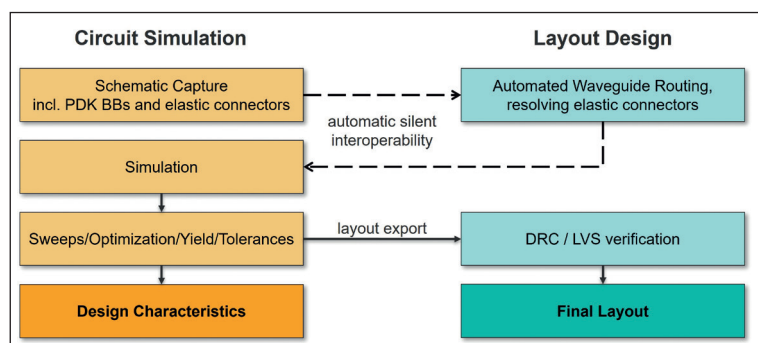 Circuit Simulation
Layout Design
Schematic Capture
incl. PDK BBs and elastic connectors
Automated Waveguide Routing,
resolving elastic connectors
automatic silent
interoperability
Simulation
Sweeps/Optimization/Yield/Tolerances
layout export
DRC / LVS verification
Design Characteristics
Final Layout